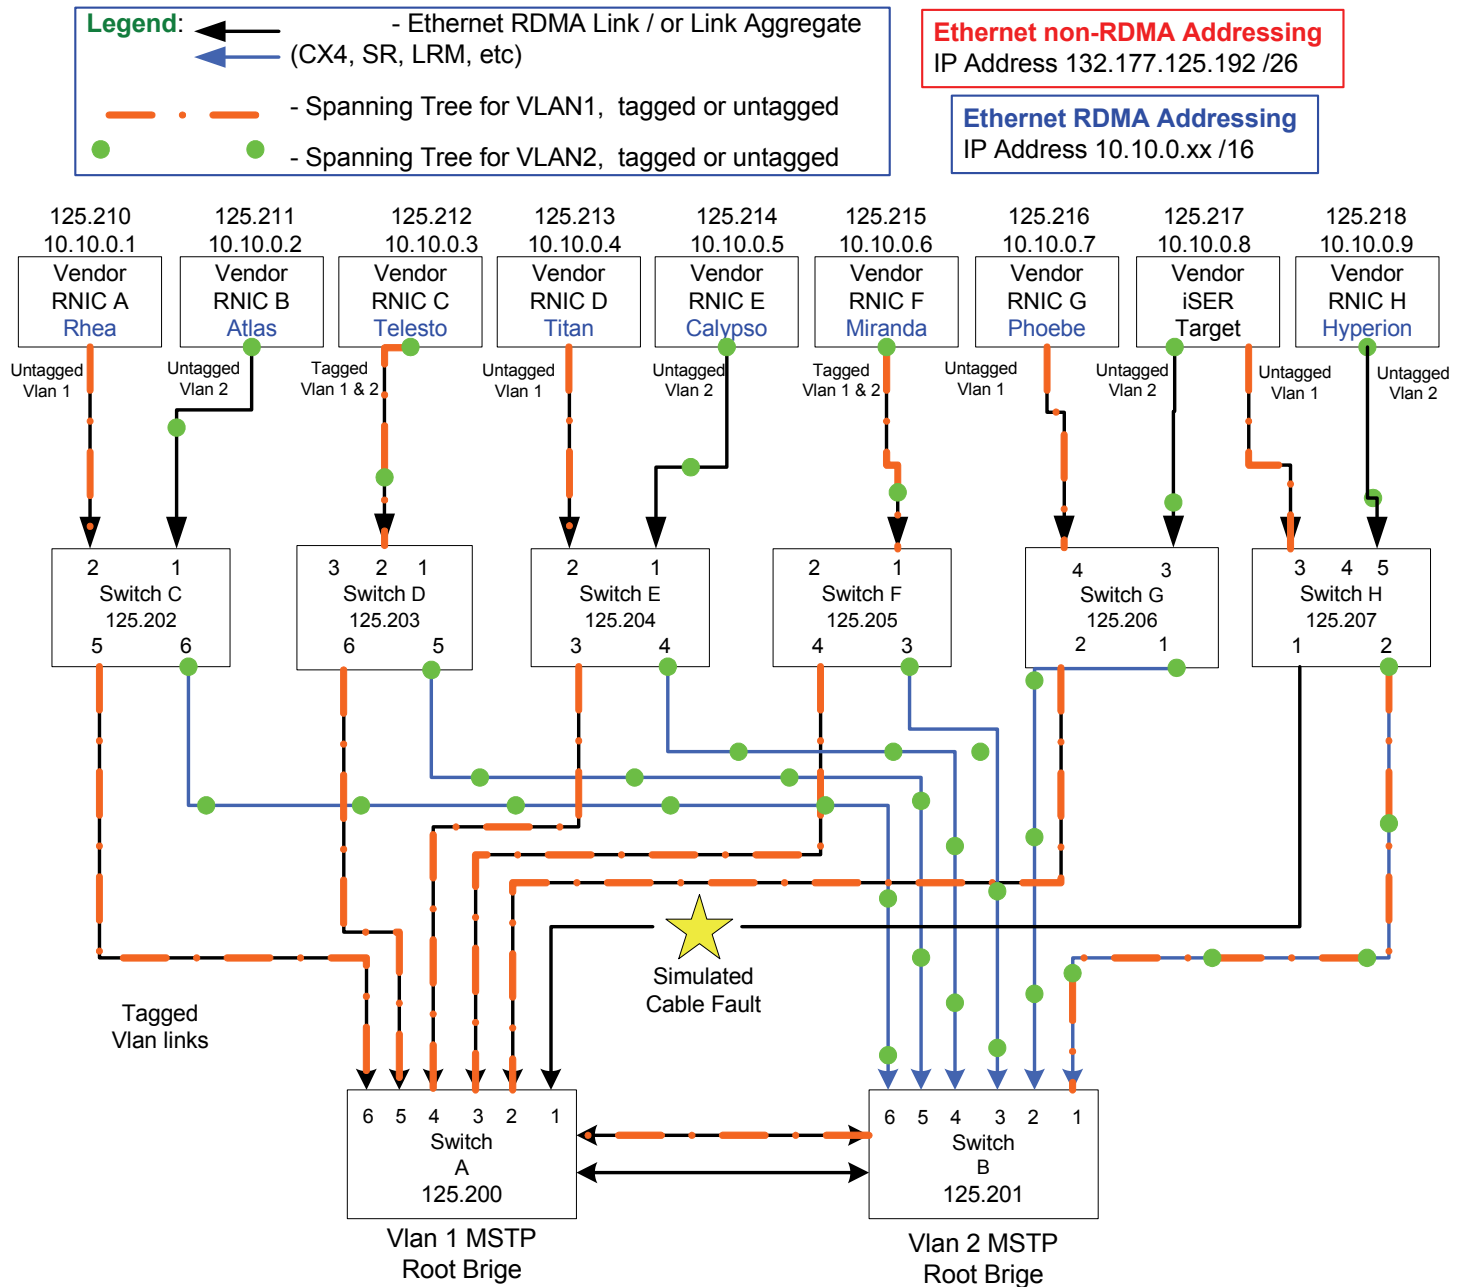 Legend: - Ethernet RDMA Link / or Link Aggregate
(CX4, SR, LRM, etc)
- Spanning Tree for VLAN1, tagged or untagged
- Spanning Tree for VLAN2, tagged or untagged
Ethernet non-RDMA Addressing
IP Address 132.177.125.192 /26
Ethernet RDMA Addressing
IP Address 10.10.0.xx /16
125.210
10.10.0.1
Vendor
RNIC A
Rhea
125.211
10.10.0.2
Vendor
RNIC B
Atlas
125.212
10.10.0.3
Vendor
RNIC C
Telesto
125.213
10.10.0.4
Vendor
RNIC D
Titan
125.214
10.10.0.5
Vendor
RNIC E
Calypso
125.215
10.10.0.6
Vendor
RNIC F
Miranda
125.216
10.10.0.7
Vendor
RNIC G
Phoebe
125.217
10.10.0.8
Vendor
iSER
Target
125.218
10.10.0.9
Vendor
RNIC H
Hyperion
Untagged
Vlan 1
Untagged
Vlan 2
Tagged
Vlan 1 & 2
Untagged
Vlan 1
Untagged
Vlan 2
Tagged
Vlan 1 & 2
Untagged
Vlan 1
Untagged
Vlan 2
Untagged
Vlan 1
Untagged
Vlan 2
2 1
Switch C
125.202
5 6
3 2 1
Switch D
125.203
6 5
2 1
Switch E
125.204
3 4
2 1
Switch F
125.205
4 3
4 3
Switch G
125.206
2 1
3 4 5
Switch H
125.207
1 2
Simulated
Cable Fault
Tagged
Vlan links
6 5 4 3 2 1
Switch
A
125.200
6 5 4 3 2 1
Switch
B
125.201
Vlan 1 MSTP
Root Brige
Vlan 2 MSTP
Root Brige